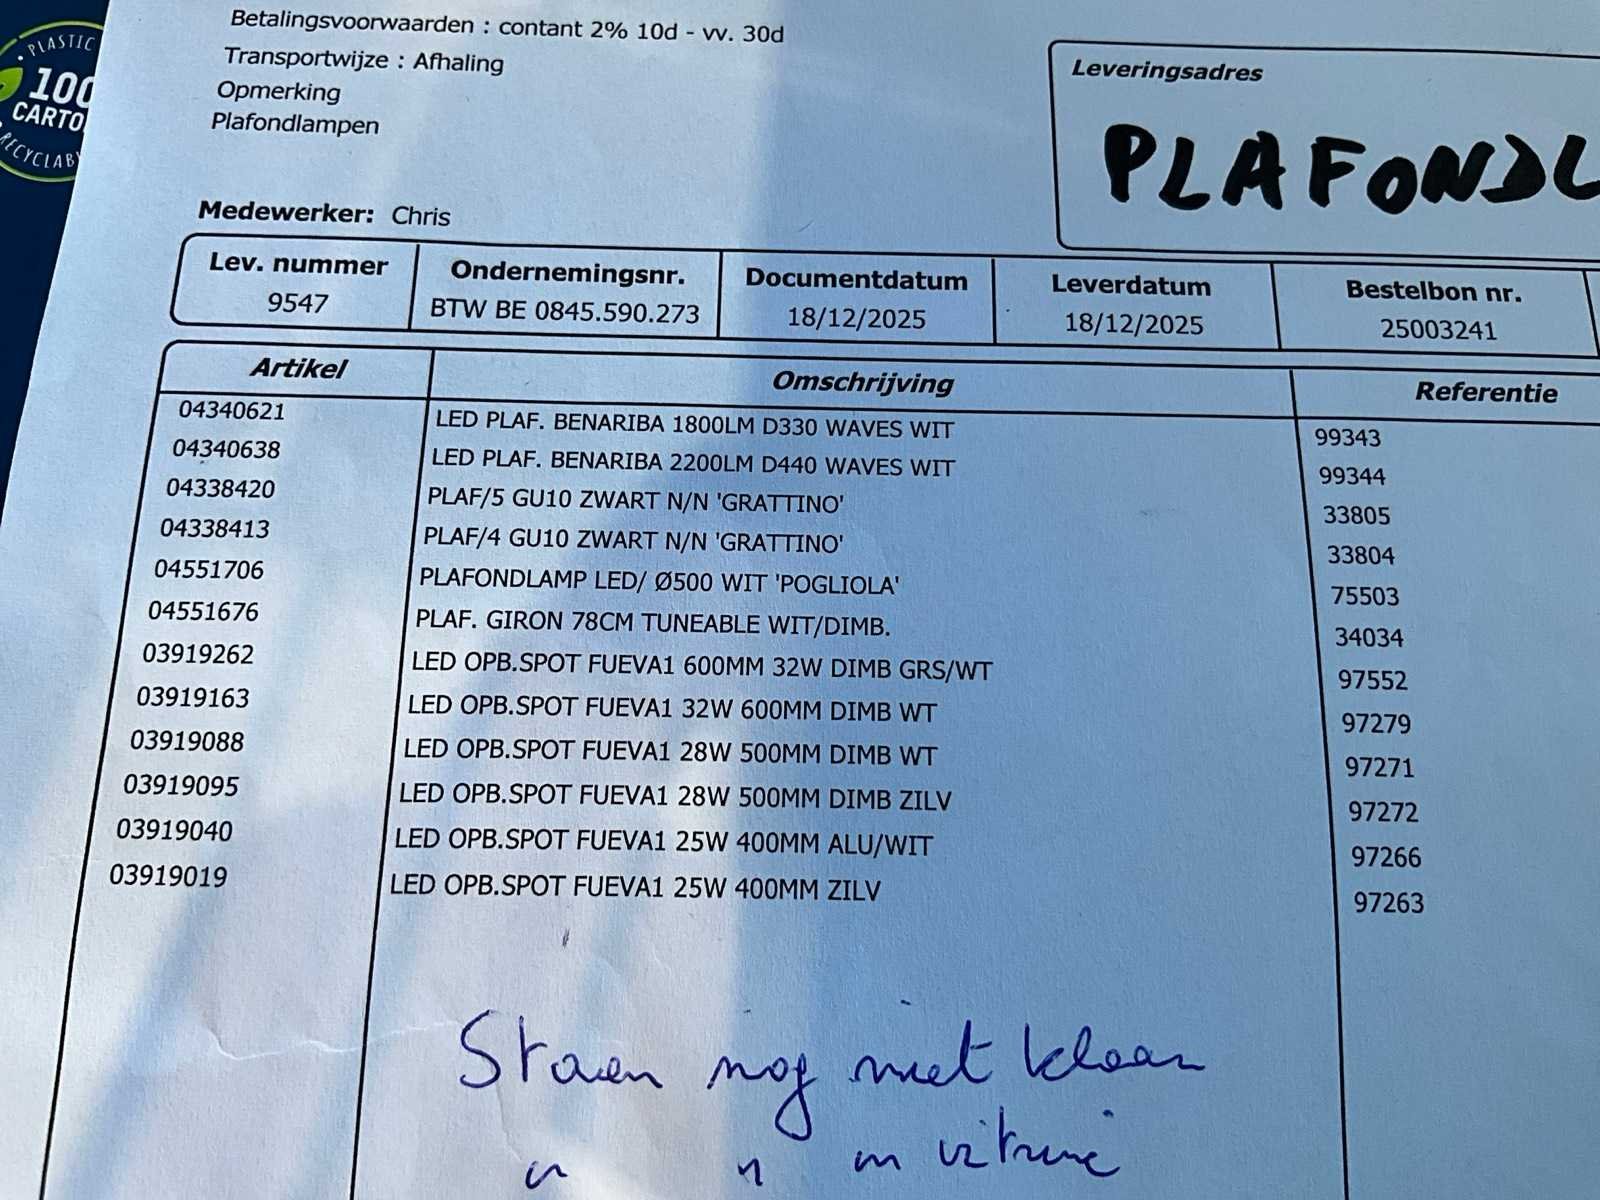 PLASTIC
100
CARTO
RECYCLAB
Betalingsvoorwaarden : contant 2% 10d - vv. 30d
Transportwijze : Afhaling
Opmerking
Plafondlampen
Leveringsadres
PLAFONDL
Medewerker: Chris
Lev. nummer Ondernemingsnr. Documentdatum Leverdatum Bestelbon nr.
9547 BTW BE 0845.590.273 18/12/2025 18/12/2025 25003241
Artikel Omschrijving Referentie
04340621 LED PLAF. BENARIBA 1800LM D330 WAVES WIT 99343
04340638 LED PLAF. BENARIBA 2200LM D440 WAVES WIT 99344
04338420 PLAF/5 GU10 ZWART N/N 'GRATTINO' 33805
04338413 PLAF/4 GU10 ZWART N/N 'GRATTINO' 33804
04551706 PLAFONDLAMP LED/ Ø500 WIT 'POGLIOLA' 75503
04551676 PLAF. GIRON 78CM TUNEABLE WIT/DIMB. 34034
03919262 LED OPB.SPOT FUEVA1 600MM 32W DIMB GRS/WT 97552
03919163 LED OPB.SPOT FUEVA1 32W 600MM DIMB WT 97279
03919088 LED OPB.SPOT FUEVA1 28W 500MM DIMB WT 97271
03919095 LED OPB.SPOT FUEVA1 28W 500MM DIMB ZILV 97272
03919040 LED OPB.SPOT FUEVA1 25W 400MM ALU/WIT 97266
03919019 LED OPB.SPOT FUEVA1 25W 400MM ZILV 97263
Staan nog niet klaar
" " in vitrine